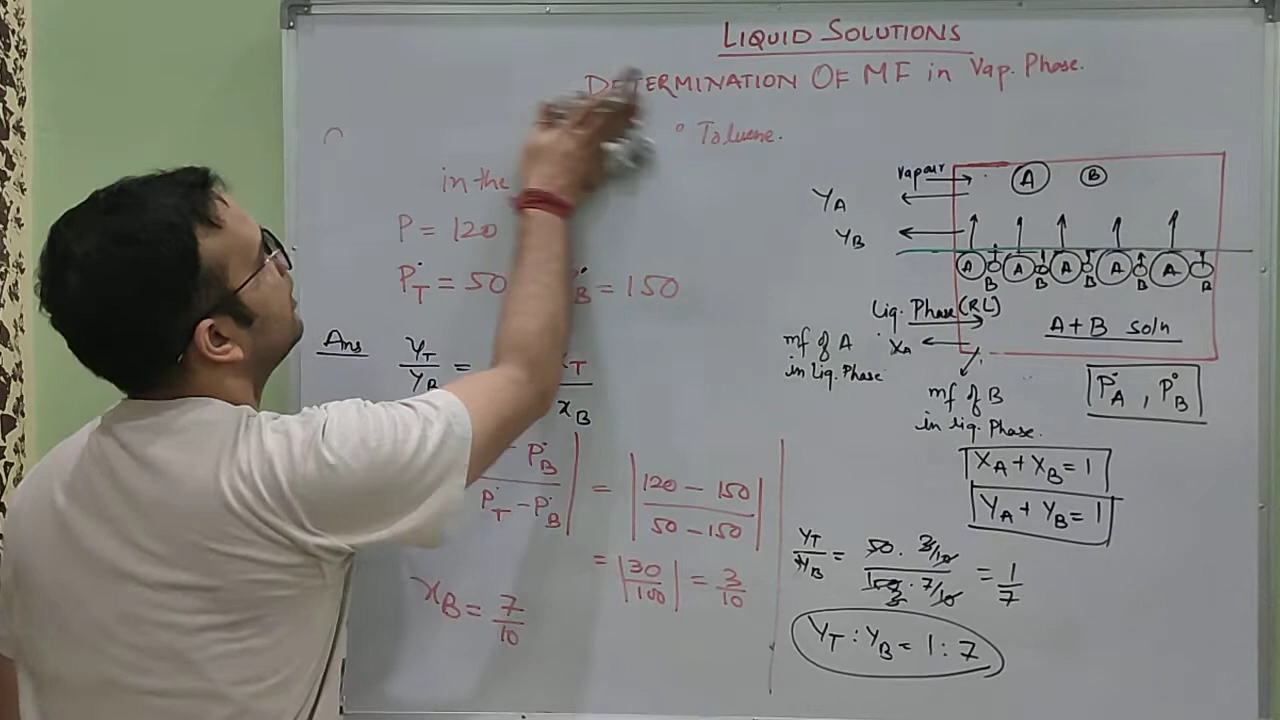 LIQUID SOLUTIONS
DETERMINATION OF MF in Vap. Phase.
° Toluene.
in the
P = 120
P°T = 50
B = 150
Ans
YT/YB =
xT/xB
- P°B
P°T - P°B
= |120 - 150 / 50 - 150|
= |30/100| = 3/10
xB = 7/10
Vapour
A B
YA
YB
A A A A A
B B B B B
Liq. Phase (RL)
A+B soln
mf of A
in Liq. Phase
XA
mf of B
in liq. Phase.
P°A , P°B
XA + XB = 1
YA + YB = 1
YT/YB = 50 . 3/10 / 150 . 7/10 = 1/7
YT : YB = 1 : 7